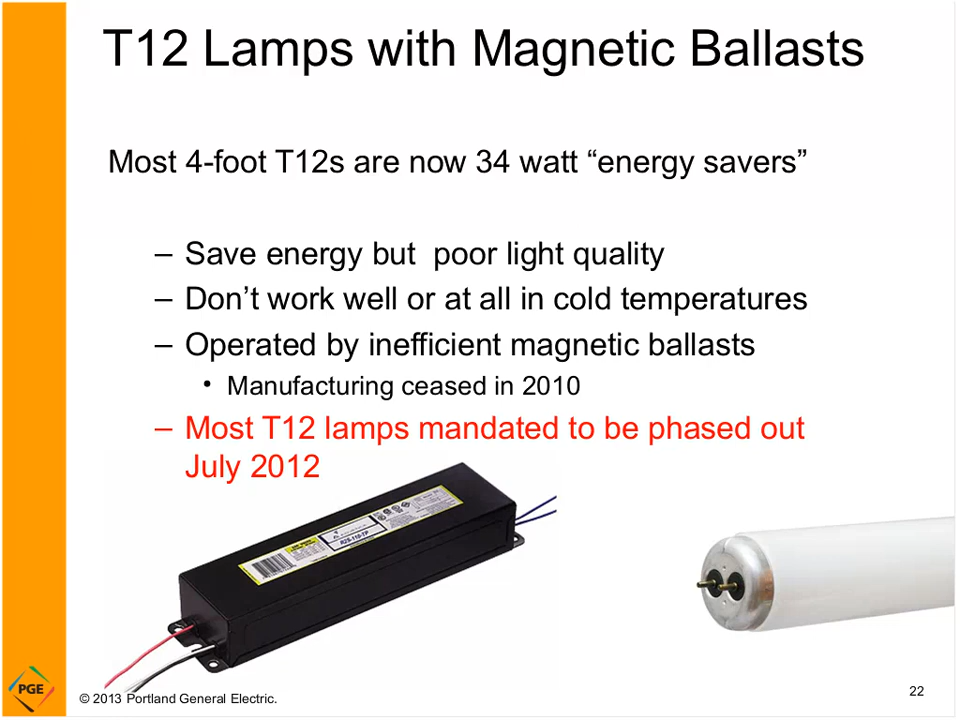 T12 Lamps with Magnetic Ballasts
Most 4-foot T12s are now 34 watt “energy savers”
– Save energy but  poor light quality
– Don’t work well or at all in cold temperatures
– Operated by inefficient magnetic ballasts
• Manufacturing ceased in 2010
– Most T12 lamps mandated to be phased out
July 2012
PGE
© 2013 Portland General Electric.
22